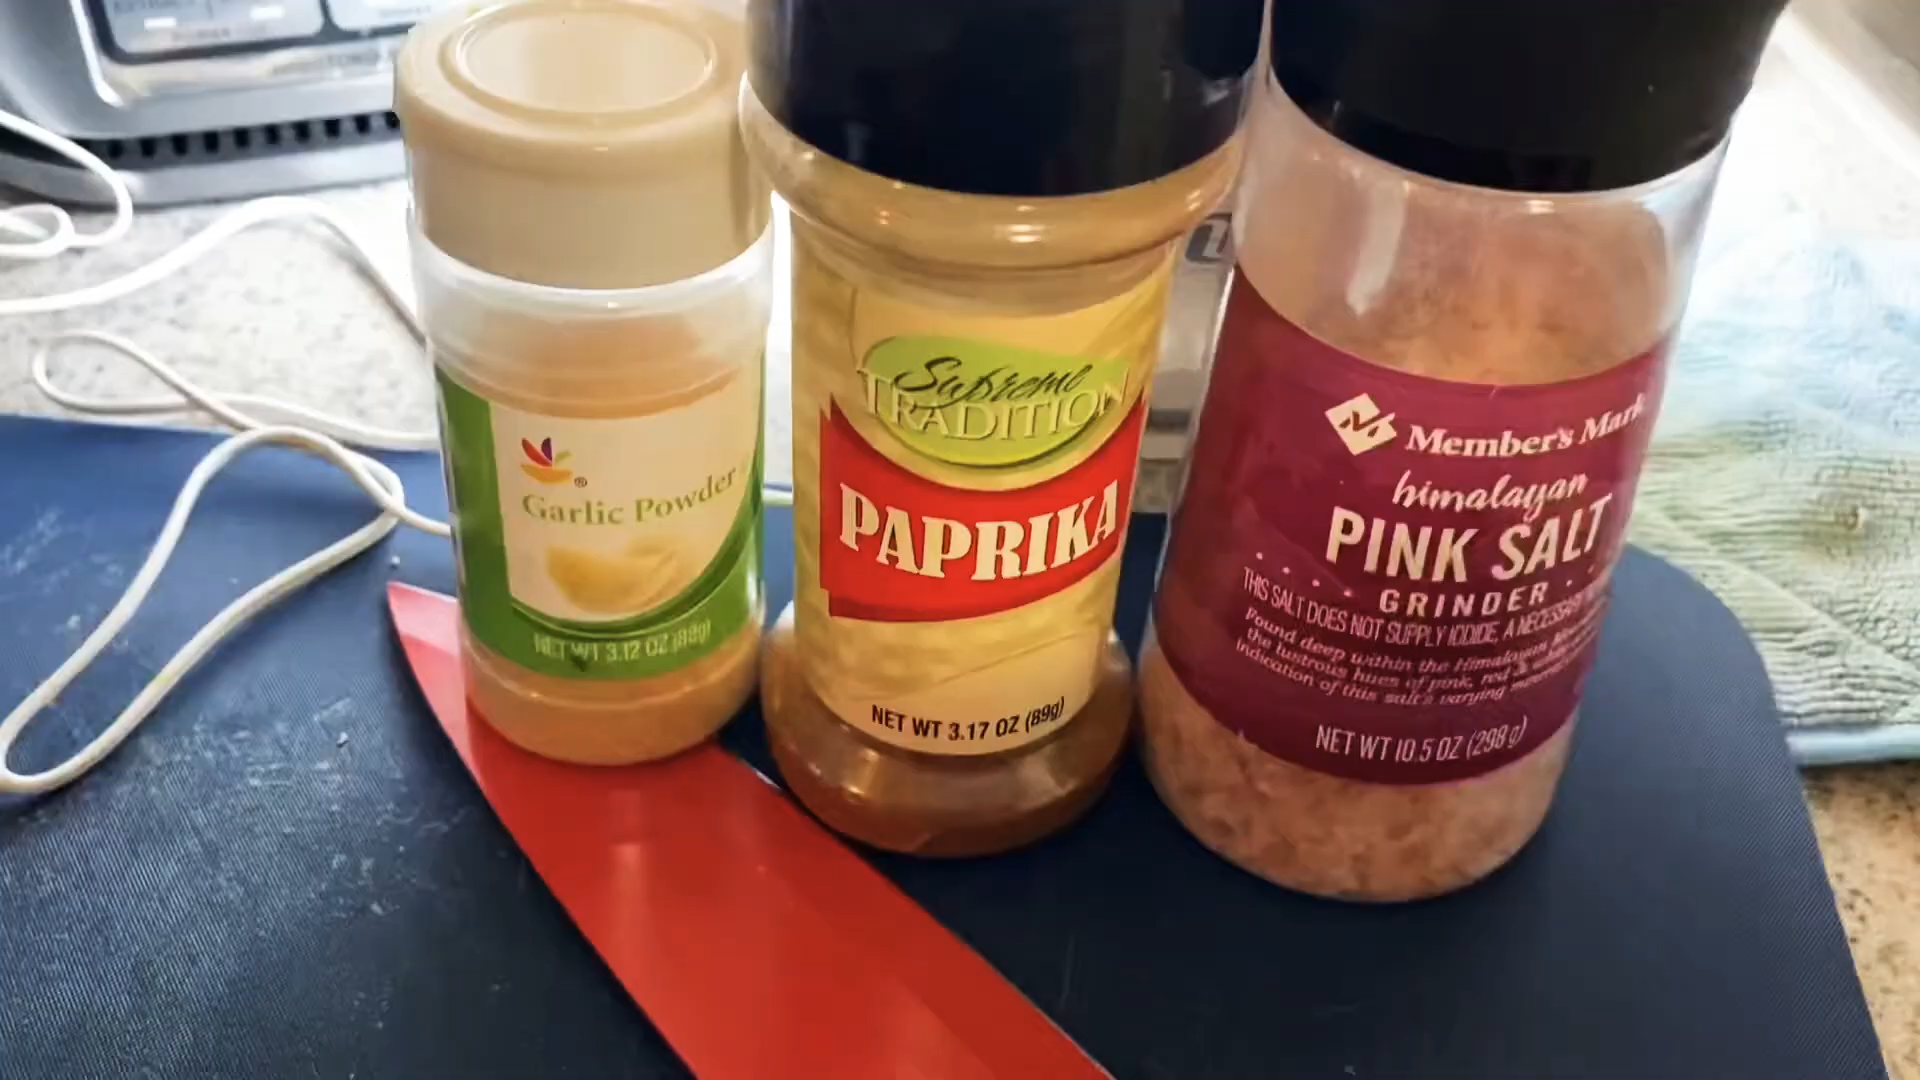 Garlic Powder
NET WT 3.12 OZ (88g)
Supreme
TRADITION
PAPRIKA
NET WT 3.17 OZ (89g)
Member's Mark
himalayan
PINK SALT
GRINDER
THIS SALT DOES NOT SUPPLY IODIDE, A NECESSARY
Found deep within the Himalayan
the lustrous hues of pink, red & white
indication of this salt's varying mineral
NET WT 10.5 OZ (298 g)